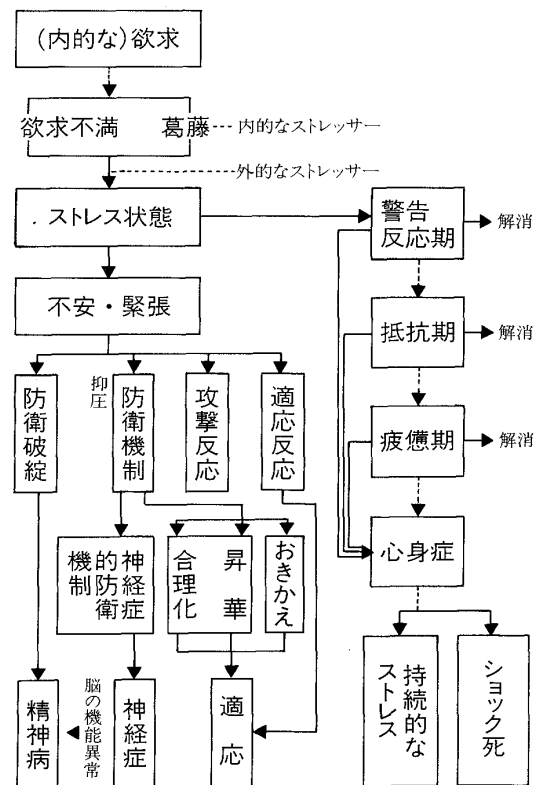 (内的な)欲求
欲求不満 葛藤
内的なストレッサー
外的なストレッサー
ストレス状態
不安・緊張
防衛破綻
抑圧
防衛機制
攻撃反応
適応反応
神経症
的防衛
機制
昇華
合理化
おきかえ
精神病
脳の機能異常
神経症
適応
警告
反応期
解消
抵抗期
解消
疲憊期
解消
心身症
持続的な
ストレス
ショック死